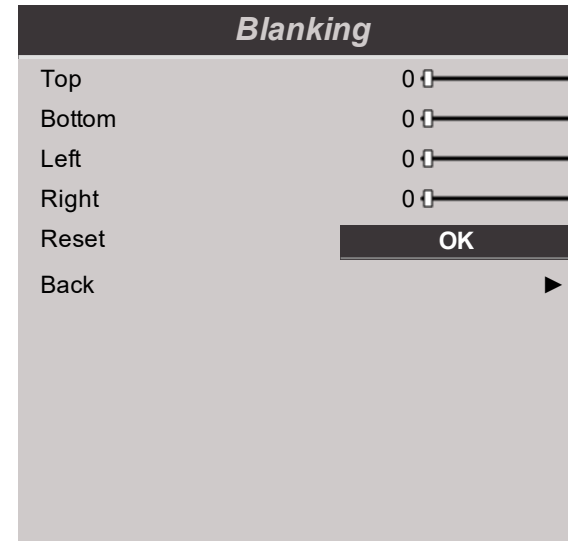 Blanking
Top 0
Bottom 0
Left 0
Right 0
Reset OK
Back